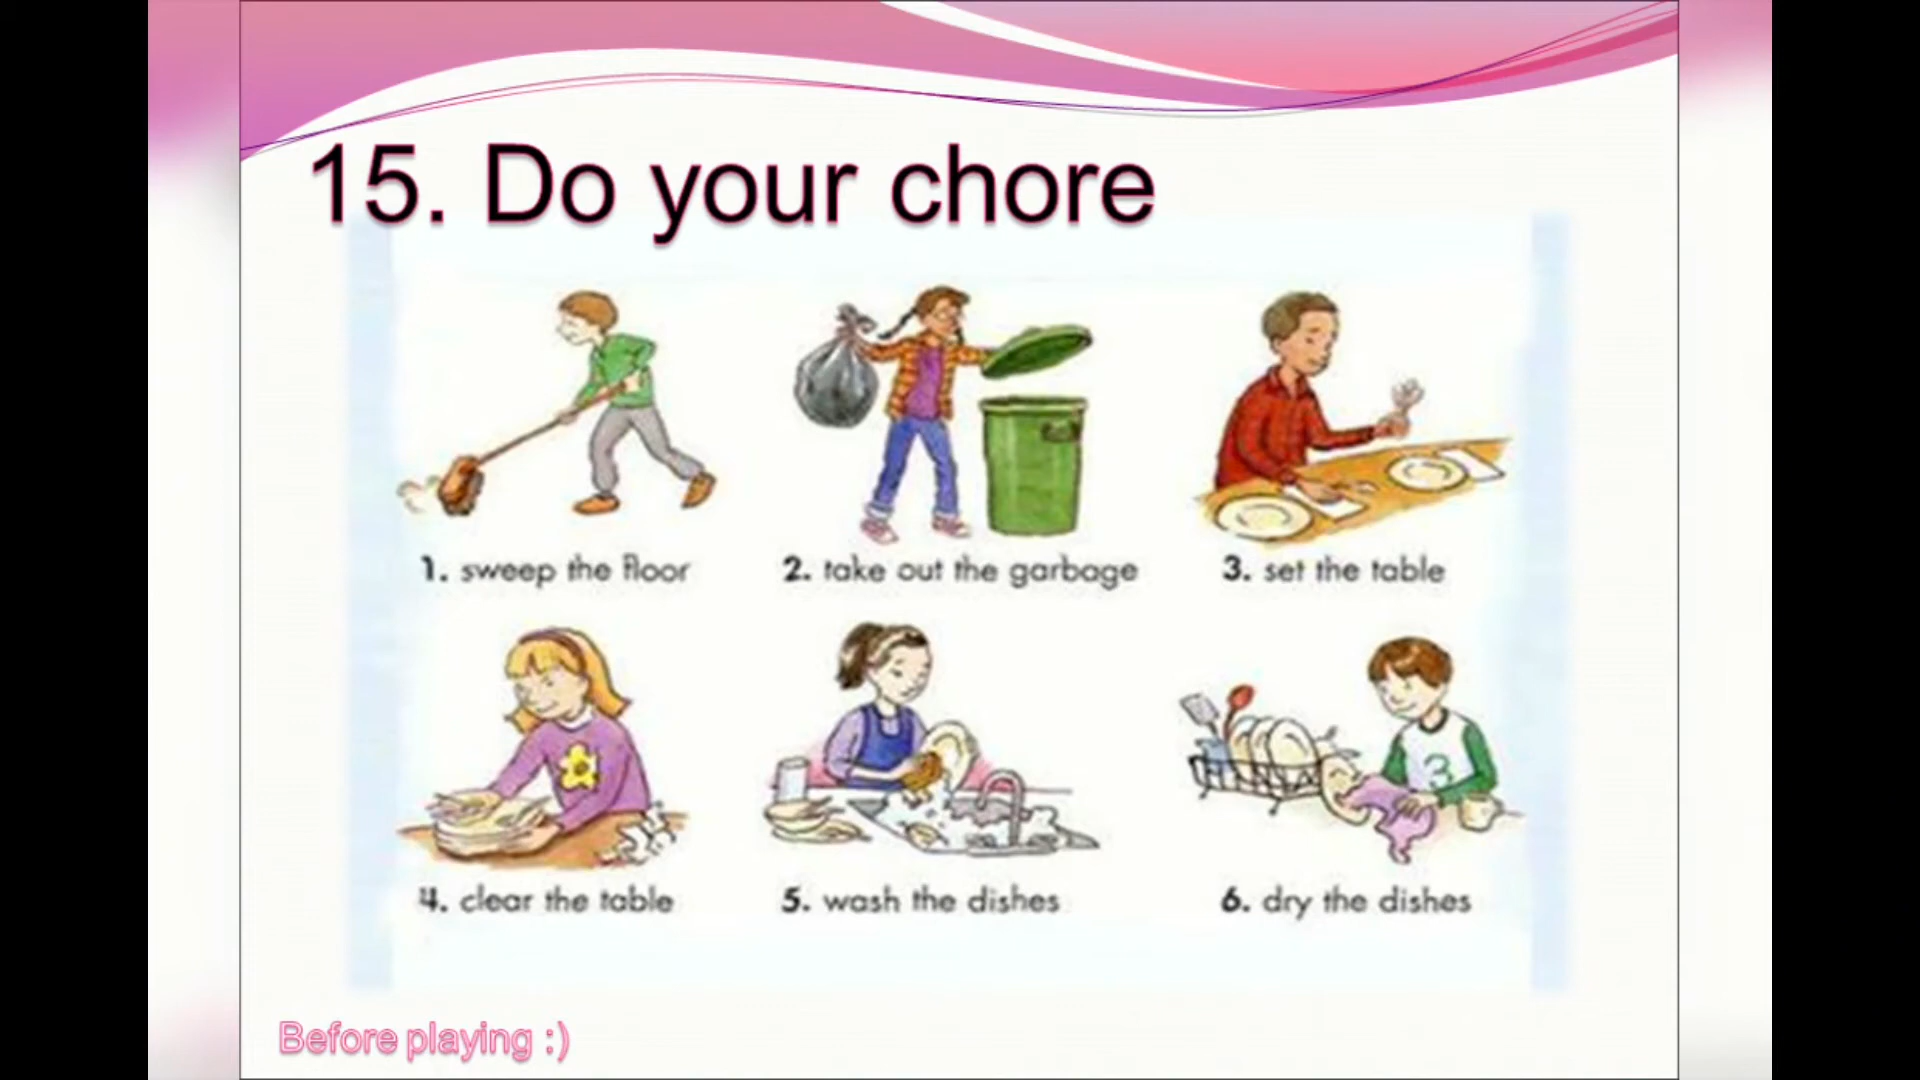 15. Do your chore
1. sweep the floor
2. take out the garbage
3. set the table
3
4. clear the table
5. wash the dishes
6. dry the dishes
Before playing :)